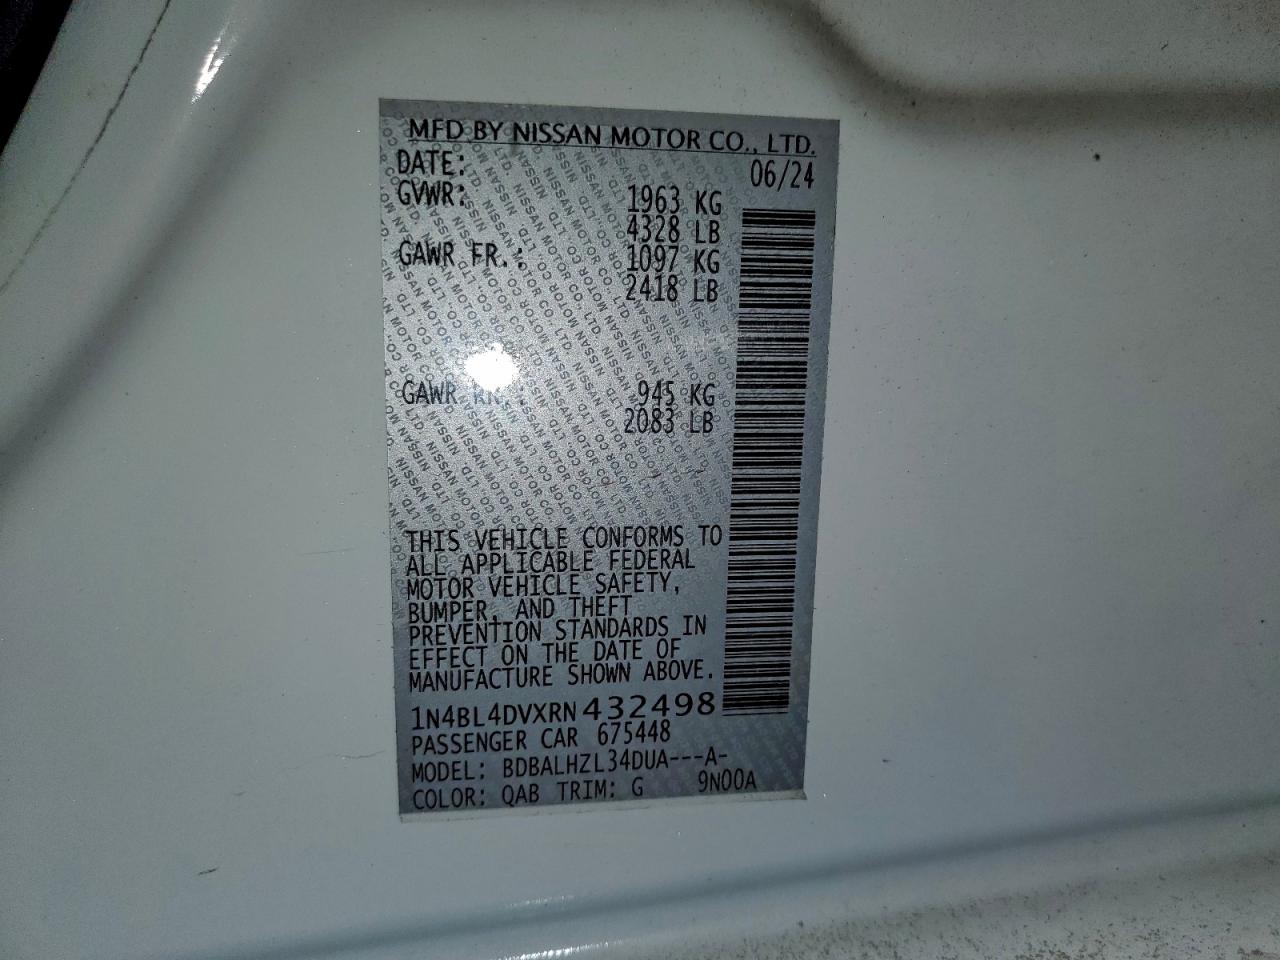 MFD BY NISSAN MOTOR CO., LTD.
DATE: 06/24
GVWR: 1963 KG
4328 LB
GAWR FR.: 1097 KG
2418 LB
GAWR RR.: 945 KG
2083 LB
THIS VEHICLE CONFORMS TO
ALL APPLICABLE FEDERAL
MOTOR VEHICLE SAFETY,
BUMPER, AND THEFT
PREVENTION STANDARDS IN
EFFECT ON THE DATE OF
MANUFACTURE SHOWN ABOVE.
1N4BL4DVXRN432498
PASSENGER CAR 675448
MODEL: BDBALHZL34DUA---A-
COLOR: QAB TRIM: G 9N00A